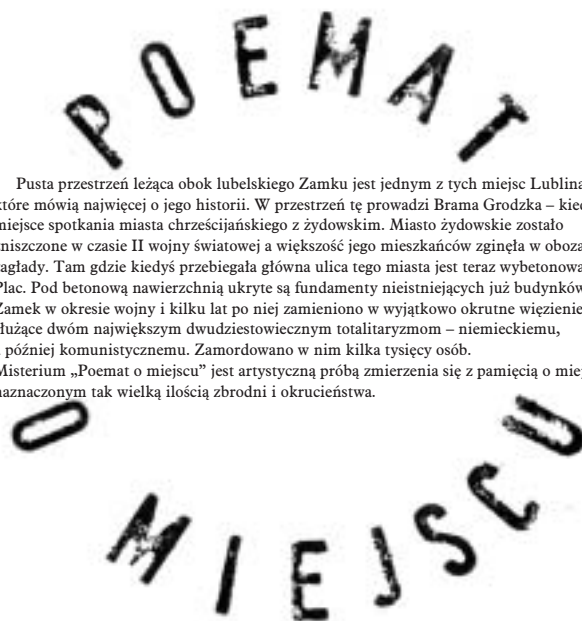 POEMAT
Pusta przestrzeń leżąca obok lubelskiego Zamku jest jednym z tych miejsc Lublina
które mówią najwięcej o jego historii. W przestrzeń tę prowadzi Brama Grodzka – kied
miejsce spotkania miasta chrześcijańskiego z żydowskim. Miasto żydowskie zostało
zniszczone w czasie II wojny światowej a większość jego mieszkańców zginęła w oboza
zagłady. Tam gdzie kiedyś przebiegała główna ulica tego miasta jest teraz wybetonowa
Plac. Pod betonową nawierzchnią ukryte są fundamenty nieistniejących już budynków
Zamek w okresie wojny i kilku lat po niej zamieniono w wyjątkowo okrutne więzienie
służące dwóm największym dwudziestowiecznym totalitaryzmom – niemieckiemu,
później komunistycznemu. Zamordowano w nim kilka tysięcy osób.
Misterium „Poemat o miejscu” jest artystyczną próbą zmierzenia się z pamięcią o mie
naznaczonym tak wielką ilością zbrodni i okrucieństwa.
O MIEJSCU